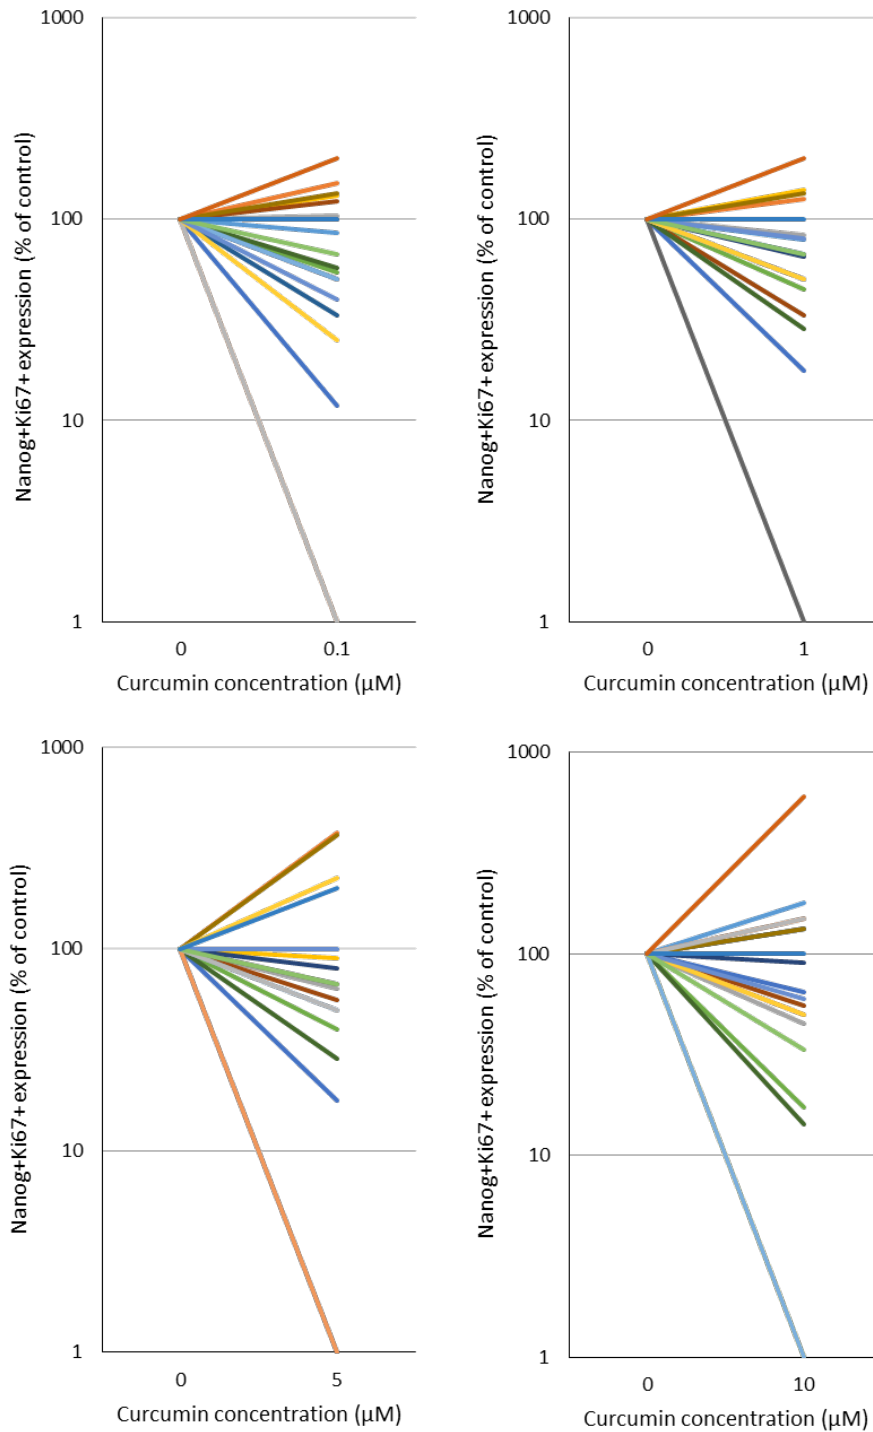 1000
100
10
1
Nanog+Ki67+ expression (% of control)
0 0.1
Curcumin concentration (µM)
1000
100
10
1
Nanog+Ki67+ expression (% of control)
0 1
Curcumin concentration (µM)
1000
100
10
1
Nanog+Ki67+ expression (% of control)
0 5
Curcumin concentration (µM)
1000
100
10
1
Nanog+Ki67+ expression (% of control)
0 10
Curcumin concentration (µM)